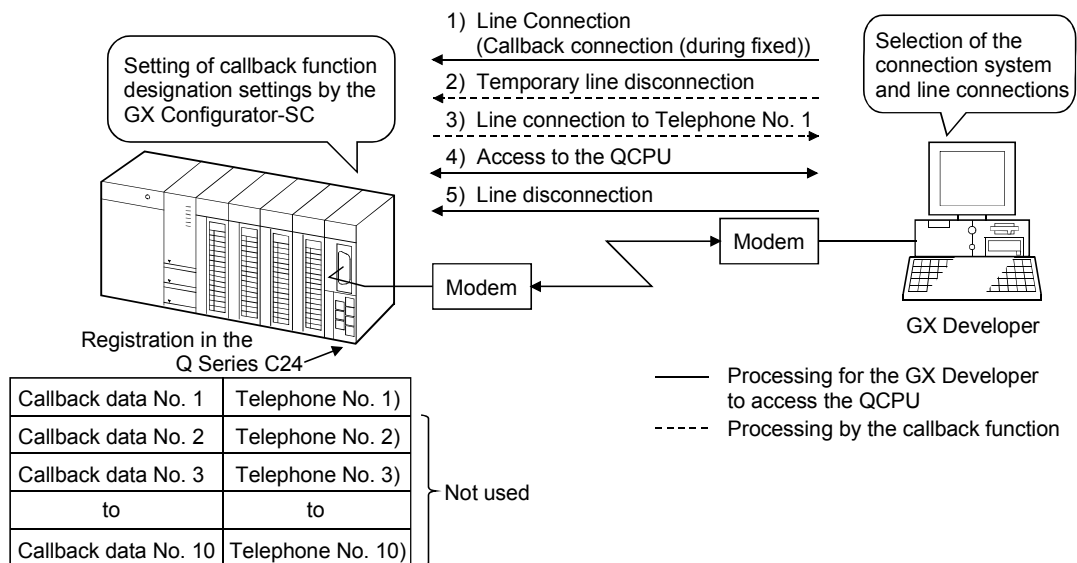 1) Line Connection
(Callback connection (during fixed))
2) Temporary line disconnection
3) Line connection to Telephone No. 1
4) Access to the QCPU
5) Line disconnection
Setting of callback function
designation settings by the
GX Configurator-SC
Selection of the
connection system
and line connections
Modem
Modem
GX Developer
Registration in the
Q Series C24
Callback data No. 1 Telephone No. 1)
Callback data No. 2 Telephone No. 2)
Callback data No. 3 Telephone No. 3)
to to
Callback data No. 10 Telephone No. 10)
Not used
Processing for the GX Developer
to access the QCPU
Processing by the callback function